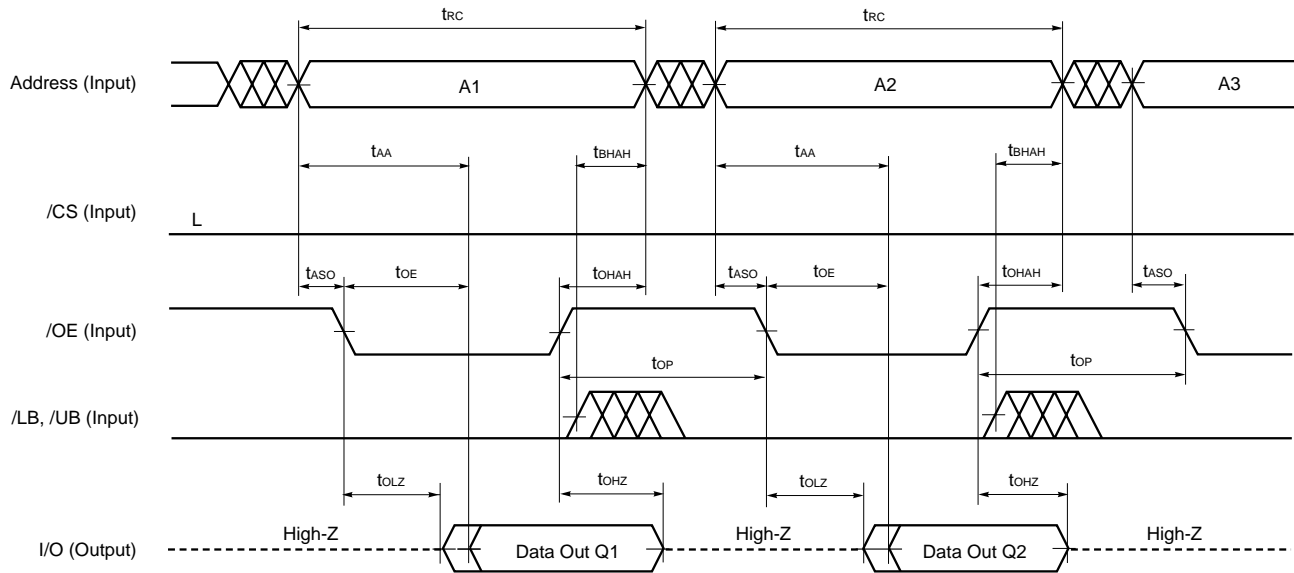 tRC tRC
Address (Input) A1 A2 A3
tAA tBHAH tAA tBHAH
/CS (Input) L
tASO tOE tOHAH tASO tOE tOHAH tASO
/OE (Input)
tOP tOP
/LB, /UB (Input)
tOLZ tOHZ tOLZ tOHZ
High-Z High-Z High-Z
I/O (Output) Data Out Q1 Data Out Q2